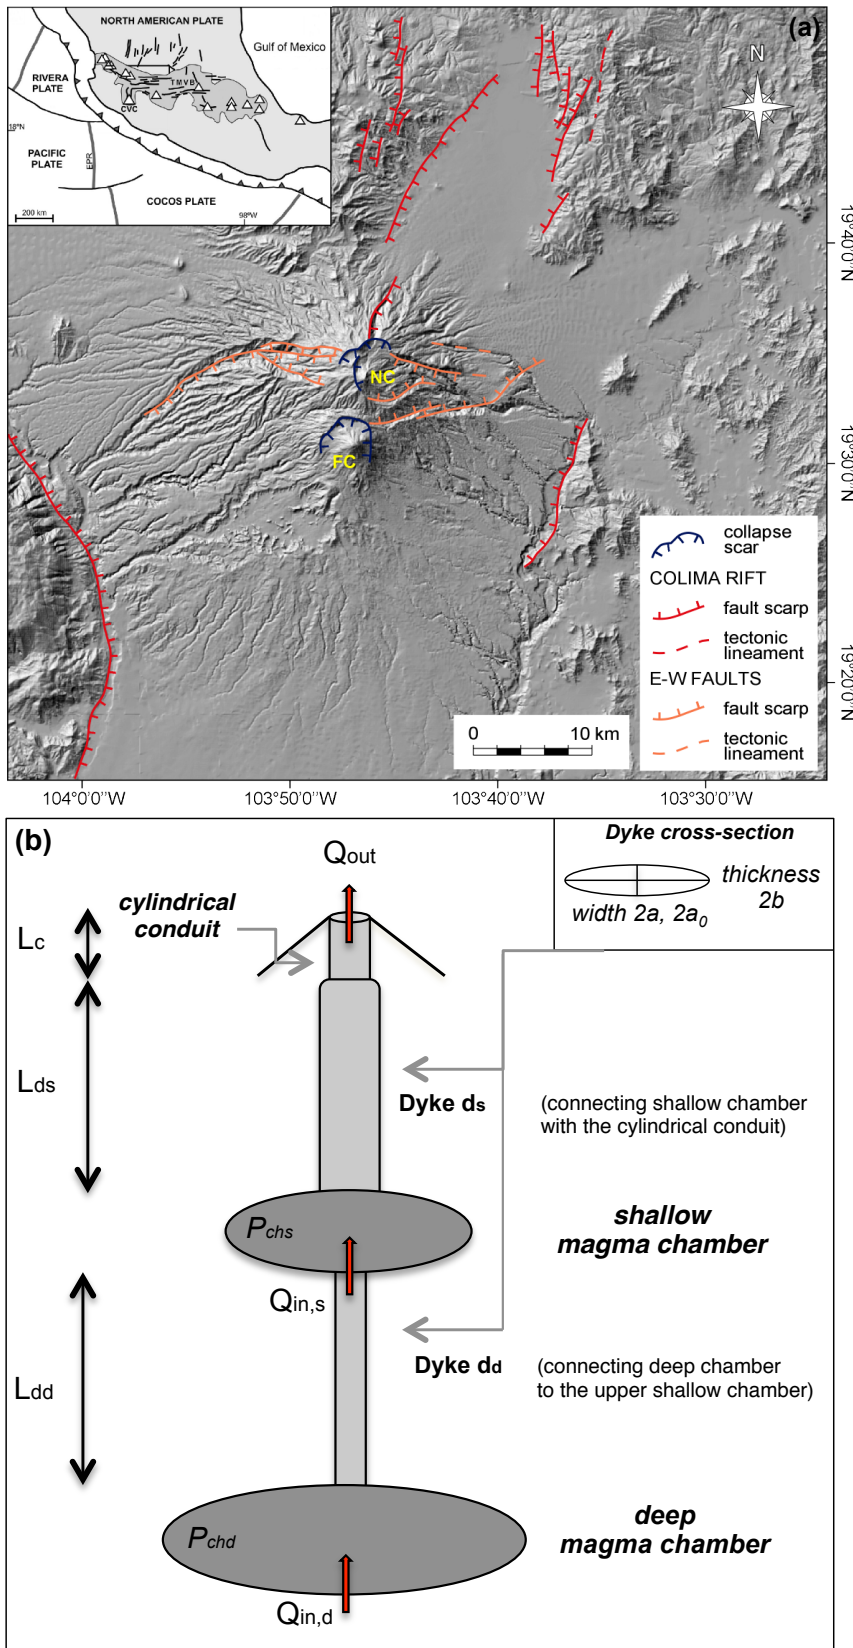 (a)
NORTH AMERICAN PLATE
Gulf of Mexico
RIVERA
PLATE
TMVB
CVC
18°N
PACIFIC
PLATE
EPR
COCOS PLATE
200 km
98°W
N
19°40'0"N
19°30'0"N
19°20'0"N
NC
FC
collapse
scar
COLIMA RIFT
fault scarp
tectonic
lineament
E-W FAULTS
fault scarp
tectonic
lineament
0 10 km
104°0'0"W 103°50'0"W 103°40'0"W 103°30'0"W
(b)
Qout
Dyke cross-section
thickness
2b
width 2a, 2a0
cylindrical
conduit
Lc
Lds
Dyke ds
(connecting shallow chamber
with the cylindrical conduit)
Pchs
shallow
magma chamber
Qin,s
Ldd
Dyke dd
(connecting deep chamber
to the upper shallow chamber)
Pchd
deep
magma chamber
Qin,d